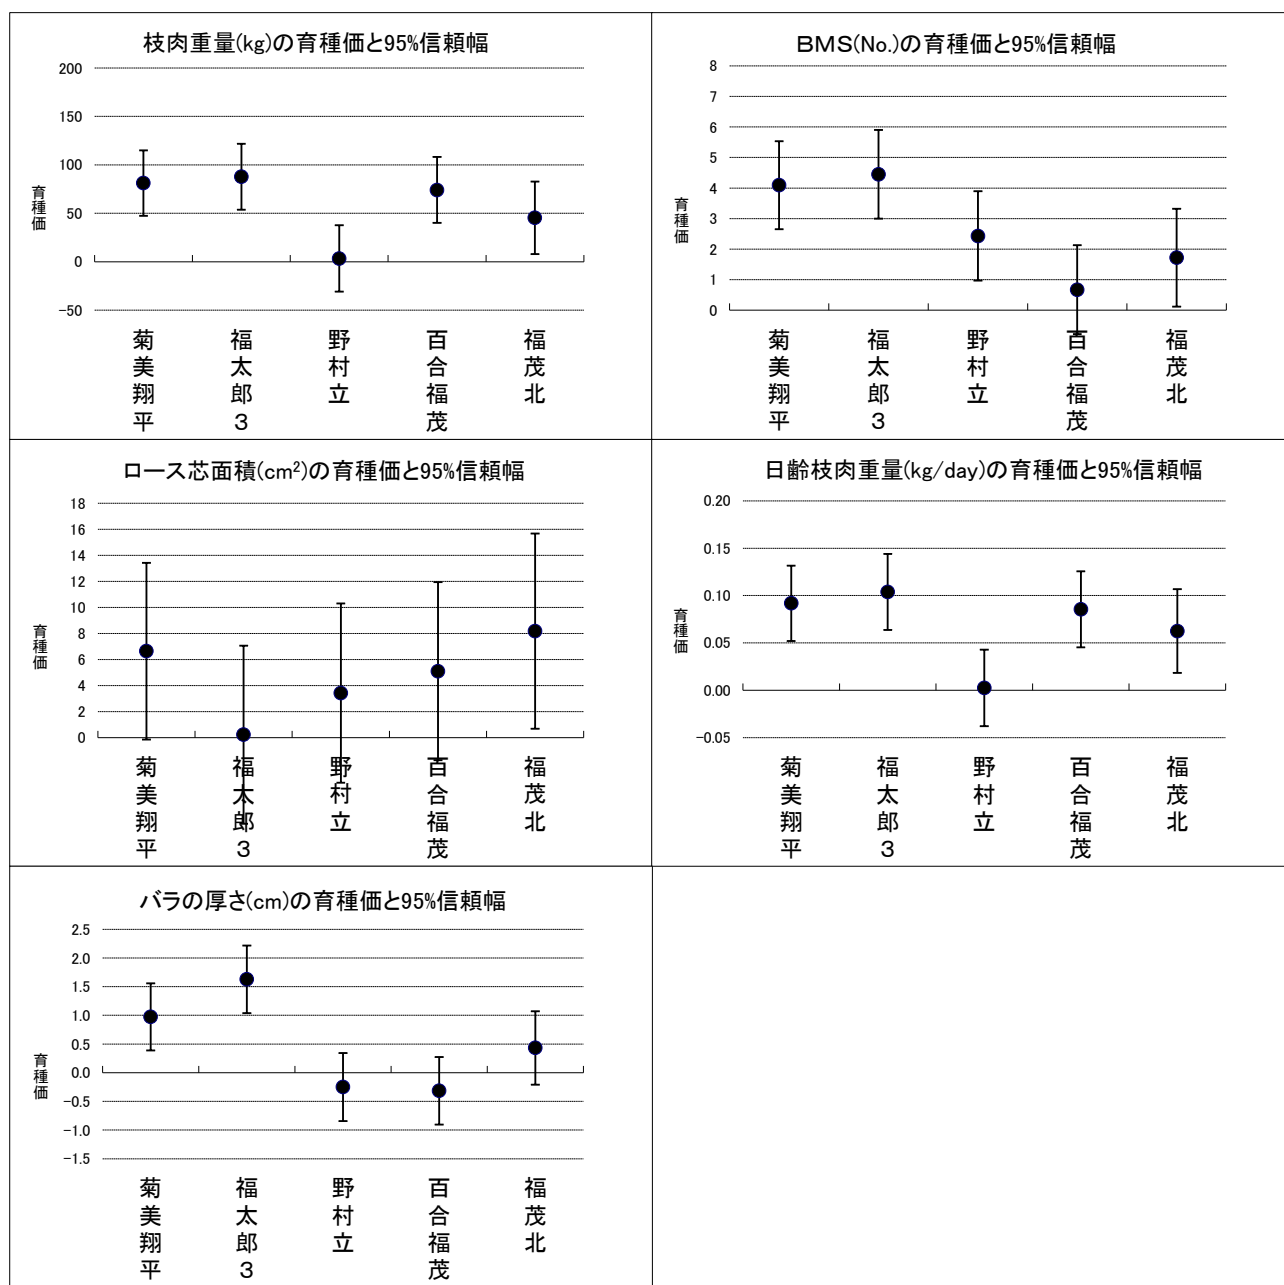 枝肉重量(kg)の育種価と95%信頼幅
200
150
100
50
0
-50
育種価
菊美翔平
福太郎３
野村立
百合福茂
福茂北
ＢＭＳ(No.)の育種価と95%信頼幅
8
7
6
5
4
3
2
1
0
育種価
菊美翔平
福太郎３
野村立
百合福茂
福茂北
ロース芯面積(cm²)の育種価と95%信頼幅
18
16
14
12
10
8
6
4
2
0
育種価
菊美翔平
福太郎３
野村立
百合福茂
福茂北
日齢枝肉重量(kg/day)の育種価と95%信頼幅
0.20
0.15
0.10
0.05
0.00
-0.05
育種価
菊美翔平
福太郎３
野村立
百合福茂
福茂北
バラの厚さ(cm)の育種価と95%信頼幅
2.5
2.0
1.5
1.0
0.5
0.0
-0.5
-1.0
-1.5
育種価
菊美翔平
福太郎３
野村立
百合福茂
福茂北